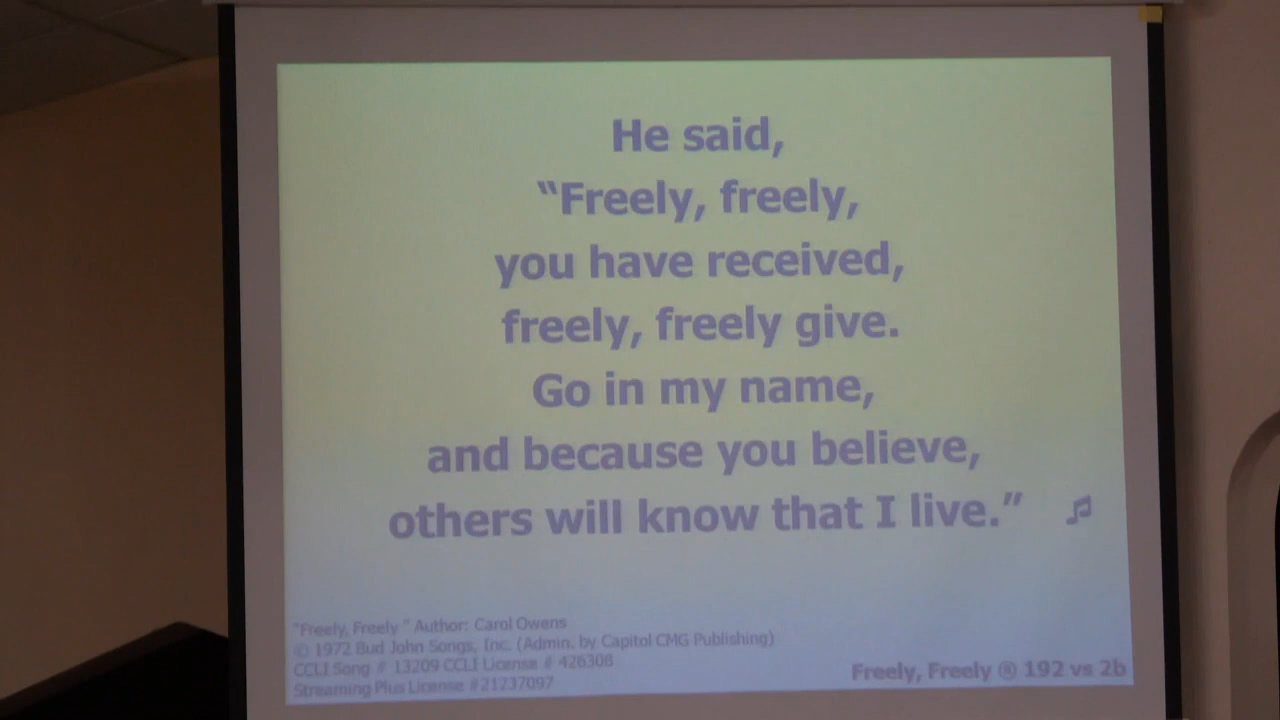 He said,
“Freely, freely,
you have received,
freely, freely give.
Go in my name,
and because you believe,
others will know that I live.”
"Freely, Freely " Author: Carol Owens
© 1972 Bud John Songs, Inc. (Admin. by Capitol CMG Publishing)
CCLI Song # 13209 CCLI License # 426308
Streaming Plus License #21237097
Freely, Freely ® 192 vs 2b